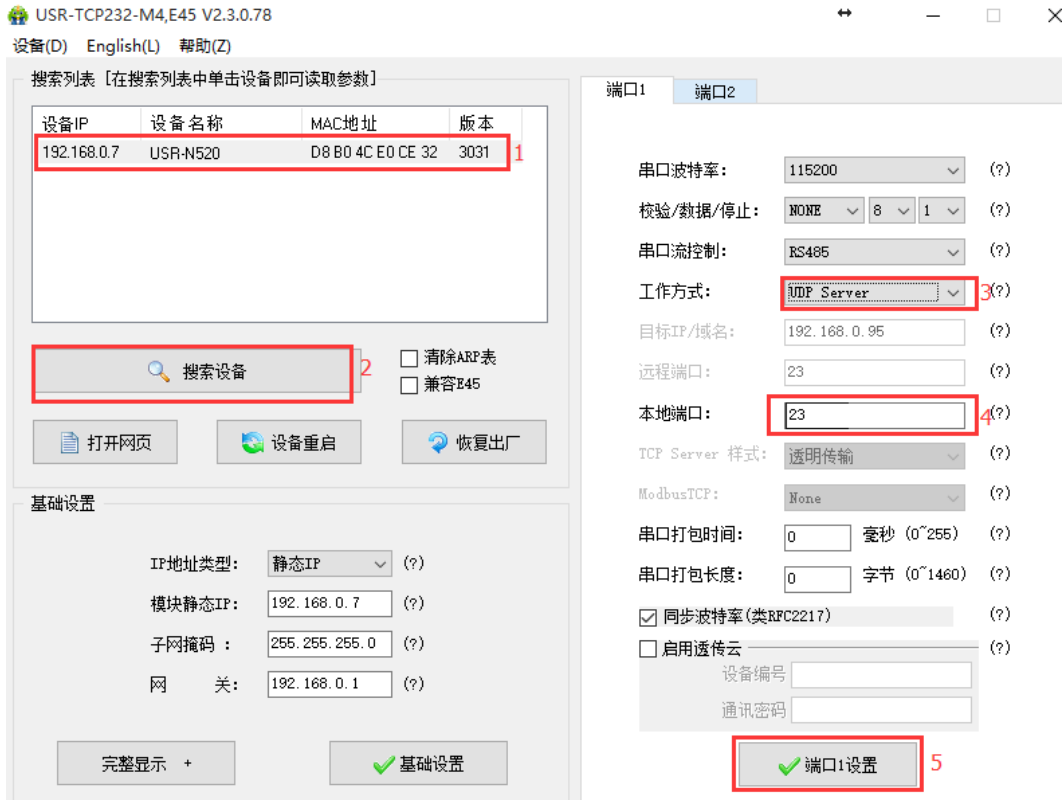 USR-TCP232-M4,E45 V2.3.0.78
设备(D) English(L) 帮助(Z)
搜索列表 [在搜索列表中单击设备即可读取参数]
设备IP 设备名称 MAC地址 版本
192.168.0.7 USR-N520 D8 B0 4C E0 CE 32 3031 1
搜索设备 2
清除ARP表
兼容E45
打开网页 设备重启 恢复出厂
基础设置
IP地址类型: 静态IP (?)
模块静态IP: 192.168.0.7 (?)
子网掩码 : 255.255.255.0 (?)
网 关: 192.168.0.1 (?)
完整显示 + 基础设置
端口1 端口2
串口波特率: 115200 (?)
校验/数据/停止: NONE 8 1 (?)
串口流控制: RS485 (?)
工作方式: UDP Server 3 (?)
目标IP/域名: 192.168.0.95 (?)
远程端口: 23 (?)
本地端口: 23 4 (?)
TCP Server 样式: 透明传输 (?)
ModbusTCP: None (?)
串口打包时间: 0 毫秒 (0~255) (?)
串口打包长度: 0 字节 (0~1460) (?)
同步波特率(类RFC2217) (?)
启用透传云 (?)
设备编号
通讯密码
端口1设置 5